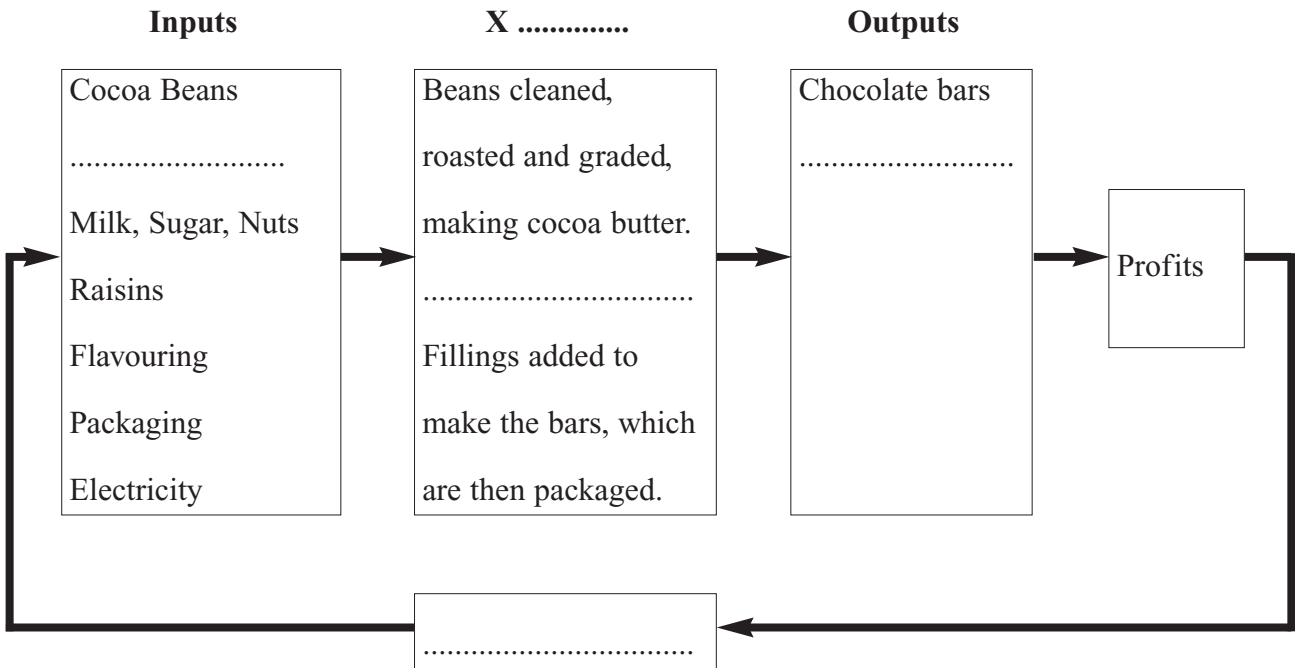 Inputs
X ..............
Outputs
Cocoa Beans
..........................
Milk, Sugar, Nuts
Raisins
Flavouring
Packaging
Electricity
Beans cleaned,
roasted and graded,
making cocoa butter.
.................................
Fillings added to
make the bars, which
are then packaged.
Chocolate bars
..........................
Profits
.................................